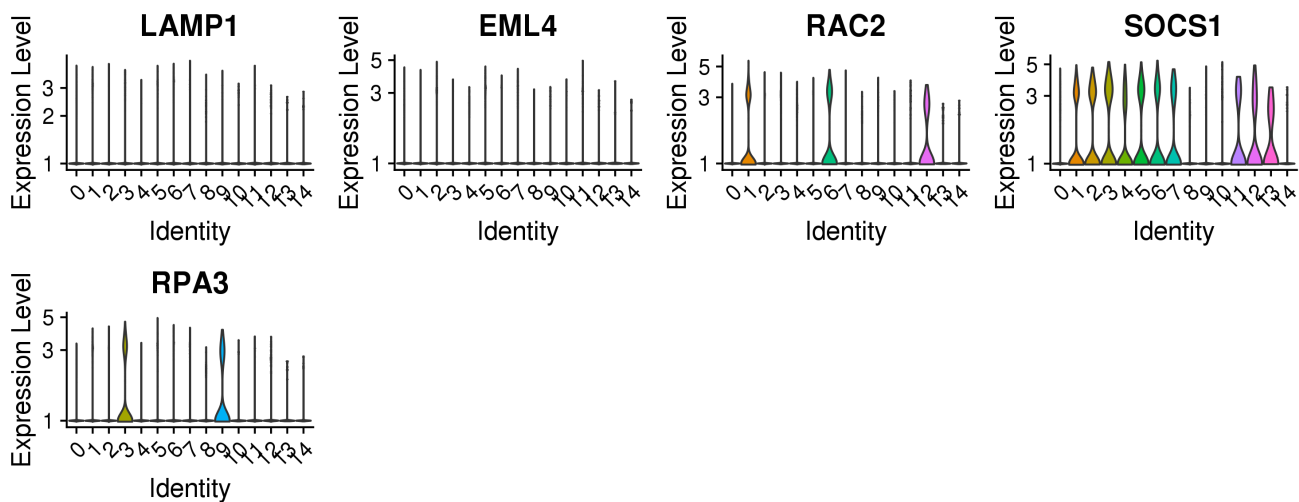 LAMP1 EML4 RAC2 SOCS1
Expression Level Expression Level Expression Level Expression Level
3 5 5 5
2 3 3 3
1 1 1 1
0 1 2 3 4 5 6 7 8 9 10 11 12 13 14 0 1 2 3 4 5 6 7 8 9 10 11 12 13 14 0 1 2 3 4 5 6 7 8 9 10 11 12 13 14 0 1 2 3 4 5 6 7 8 9 10 11 12 13 14
Identity Identity Identity Identity
RPA3
Expression Level
5
3
1
0 1 2 3 4 5 6 7 8 9 10 11 12 13 14
Identity